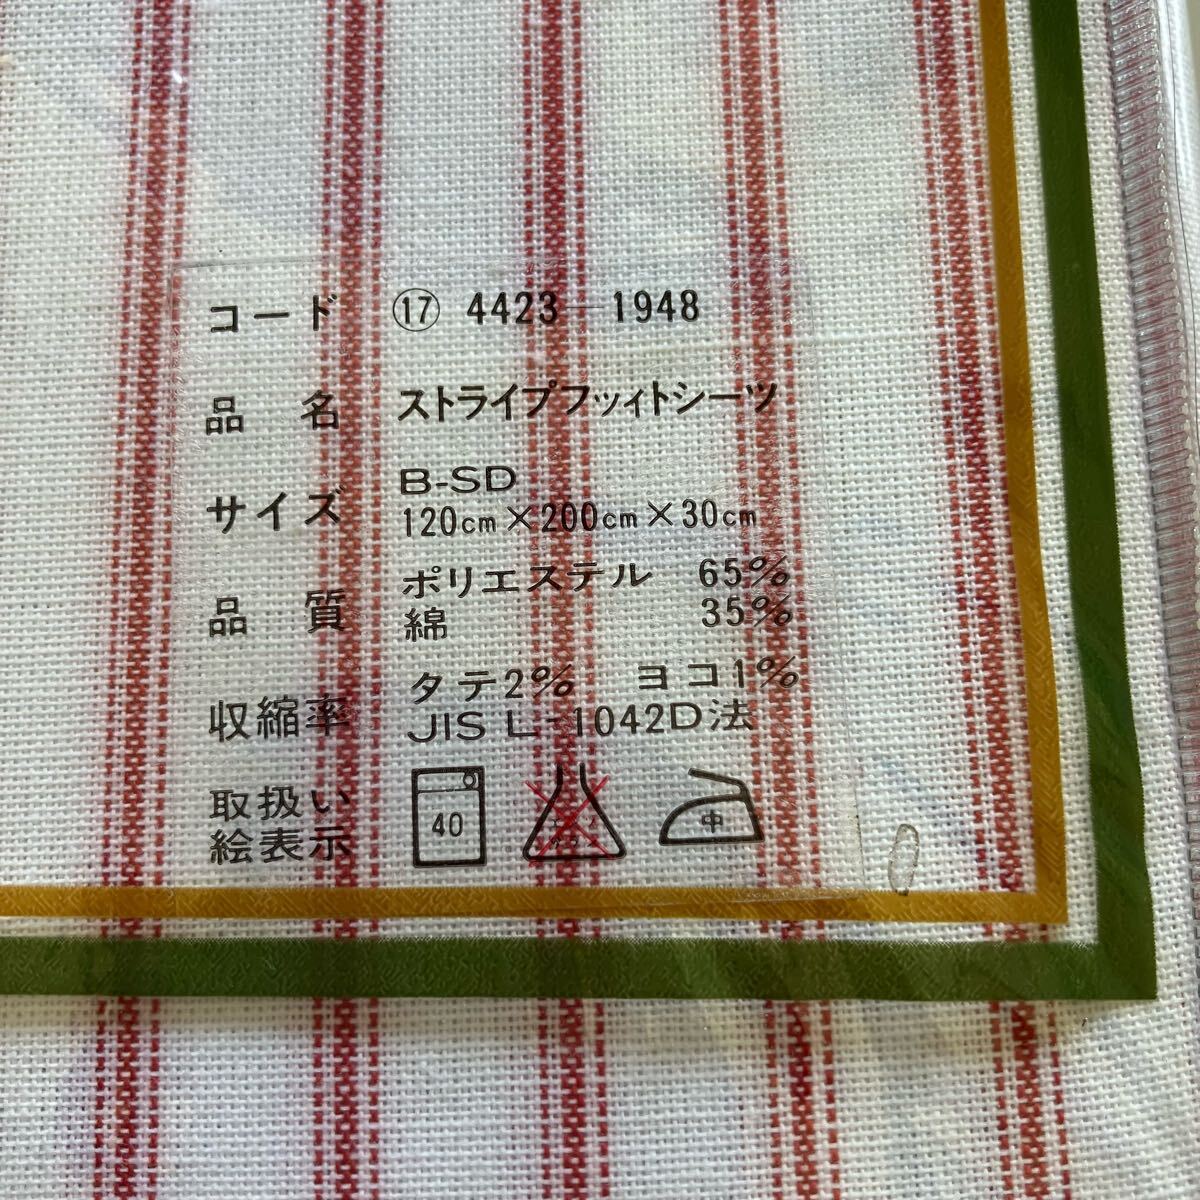 コード ⑰ 4423-1948
品名 ストライプフツィトシーツ
サイズ B-SD
120cm×200cm×30cm
品質 ポリエステル 65%
綿 35%
収縮率 タテ2% ヨコ1%
JIS L-1042D法
取扱い
絵表示 40 中